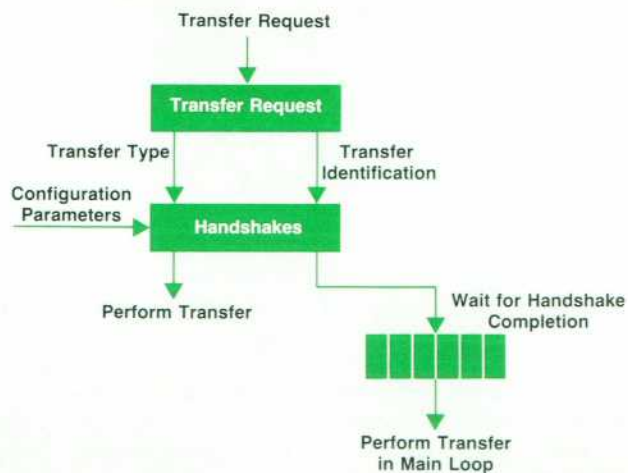 Transfer Request
Transfer Request
Transfer Type
Transfer
Identification
Configuration
Parameters
Handshakes
Perform Transfer
Wait for Handshake
Completion
Perform Transfer
in Main Loop